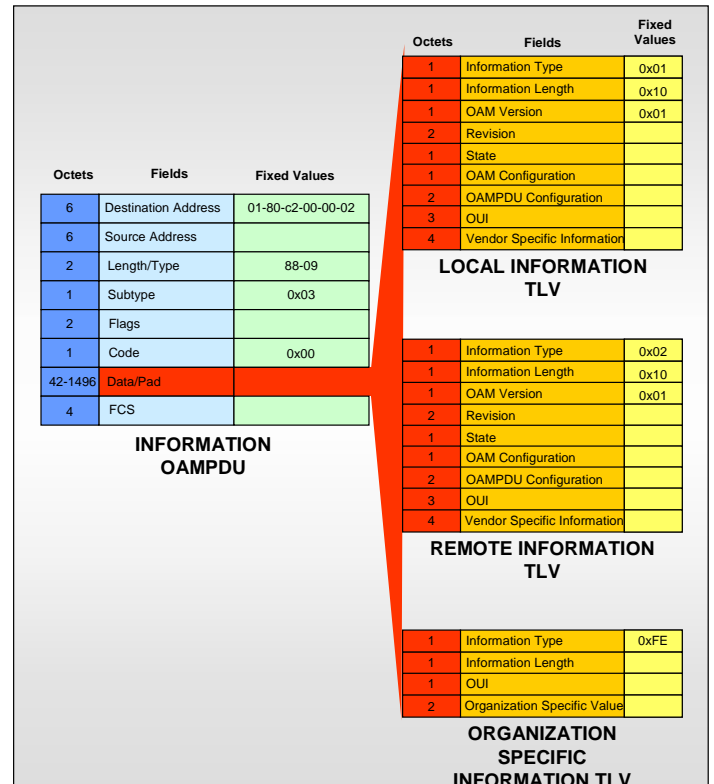 Octets Fields Fixed Values
6 Destination Address 01-80-c2-00-00-02
6 Source Address
2 Length/Type 88-09
1 Subtype 0x03
2 Flags
1 Code 0x00
42-1496 Data/Pad
4 FCS
INFORMATION
OAMPDU
Octets Fields Fixed
Values
1 Information Type 0x01
1 Information Length 0x10
1 OAM Version 0x01
2 Revision
1 State
1 OAM Configuration
2 OAMPDU Configuration
3 OUI
4 Vendor Specific Information
LOCAL INFORMATION
TLV
1 Information Type 0x02
1 Information Length 0x10
1 OAM Version 0x01
2 Revision
1 State
1 OAM Configuration
2 OAMPDU Configuration
3 OUI
4 Vendor Specific Information
REMOTE INFORMATION
TLV
1 Information Type 0xFE
1 Information Length
1 OUI
2 Organization Specific Value
ORGANIZATION
SPECIFIC
INFORMATION TLV